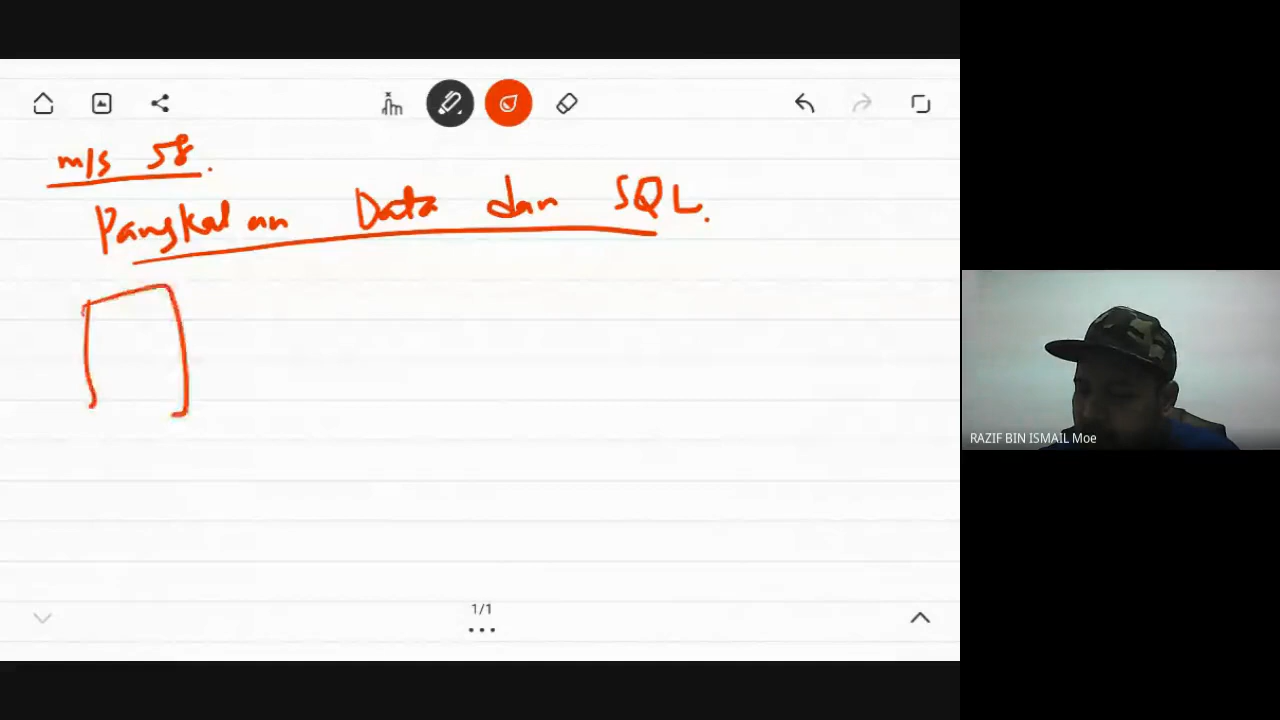 m/s 58.
Pangkalan Data dan SQL.
RAZIF BIN ISMAIL Moe
1/1